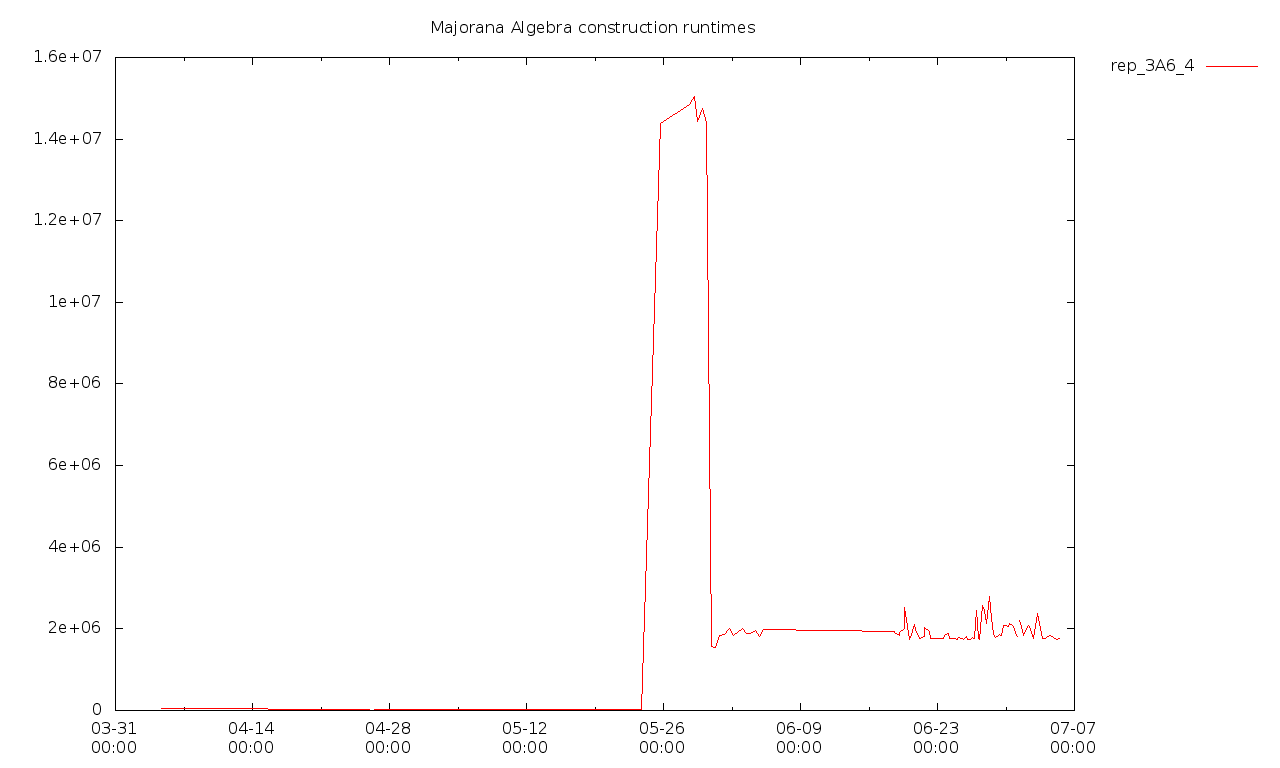 Majorana Algebra construction runtimes
rep_3A6_4
1.6e+07
1.4e+07
1.2e+07
1e+07
8e+06
6e+06
4e+06
2e+06
0
03-31 04-14 04-28 05-12 05-26 06-09 06-23 07-07
00:00 00:00 00:00 00:00 00:00 00:00 00:00 00:00